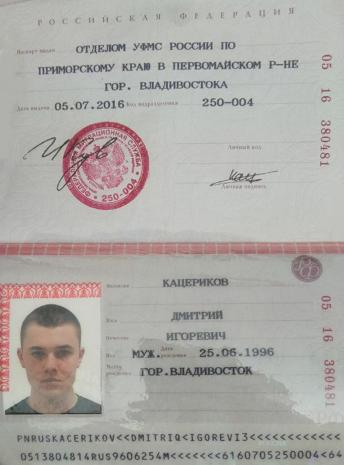 РОССИЙСКАЯ ФЕДЕРАЦИЯ
Паспорт выдан ОТДЕЛОМ УФМС РОССИИ ПО
ПРИМОРСКОМУ КРАЮ В ПЕРВОМАЙСКОМ Р-НЕ
ГОР. ВЛАДИВОСТОКА
Дата выдачи 05.07.2016 Код подразделения 250-004
05 16 380481
Личный код
Личная подпись
250-004
Фамилия КАЦЕРИКОВ
Имя ДМИТРИЙ
Отчество ИГОРЕВИЧ
Пол МУЖ. Дата рождения 25.06.1996
Место рождения ГОР.ВЛАДИВОСТОК
05 16 380481
PNRUSKACERIKOV<<DMITRIQ<IGOREVI3<<<<<<<<<<<<
0513804814RUS9606254M<<<<<<<6160705250004<64